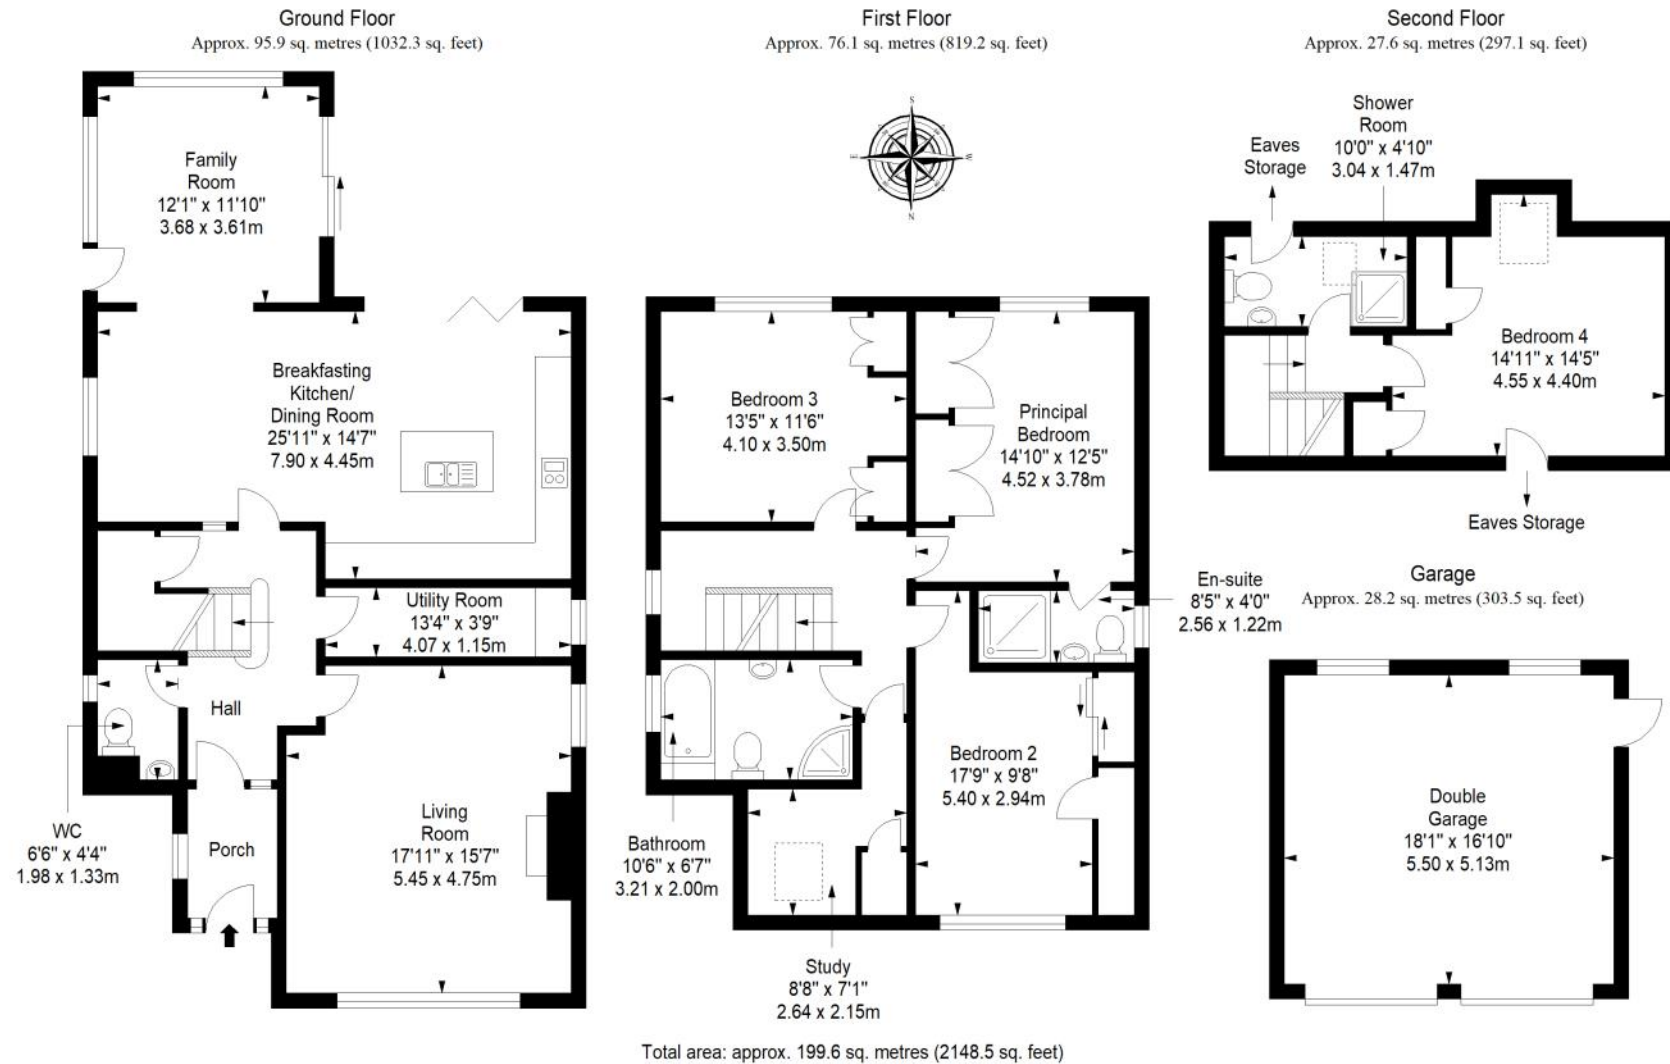 Ground Floor
Approx. 95.9 sq. metres (1032.3 sq. feet)
Family
Room
12'1" x 11'10"
3.68 x 3.61m
Breakfasting
Kitchen/
Dining Room
25'11" x 14'7"
7.90 x 4.45m
Utility Room
13'4" x 3'9"
4.07 x 1.15m
Hall
WC
6'6" x 4'4"
1.98 x 1.33m
Porch
Living
Room
17'11" x 15'7"
5.45 x 4.75m
First Floor
Approx. 76.1 sq. metres (819.2 sq. feet)
S
E
W
N
Bedroom 3
13'5" x 11'6"
4.10 x 3.50m
Principal
Bedroom
14'10" x 12'5"
4.52 x 3.78m
En-suite
8'5" x 4'0"
2.56 x 1.22m
Bedroom 2
17'9" x 9'8"
5.40 x 2.94m
Bathroom
10'6" x 6'7"
3.21 x 2.00m
Study
8'8" x 7'1"
2.64 x 2.15m
Second Floor
Approx. 27.6 sq. metres (297.1 sq. feet)
Shower
Room
10'0" x 4'10"
3.04 x 1.47m
Eaves
Storage
Bedroom 4
14'11" x 14'5"
4.55 x 4.40m
Eaves Storage
Garage
Approx. 28.2 sq. metres (303.5 sq. feet)
Double
Garage
18'1" x 16'10"
5.50 x 5.13m
Total area: approx. 199.6 sq. metres (2148.5 sq. feet)